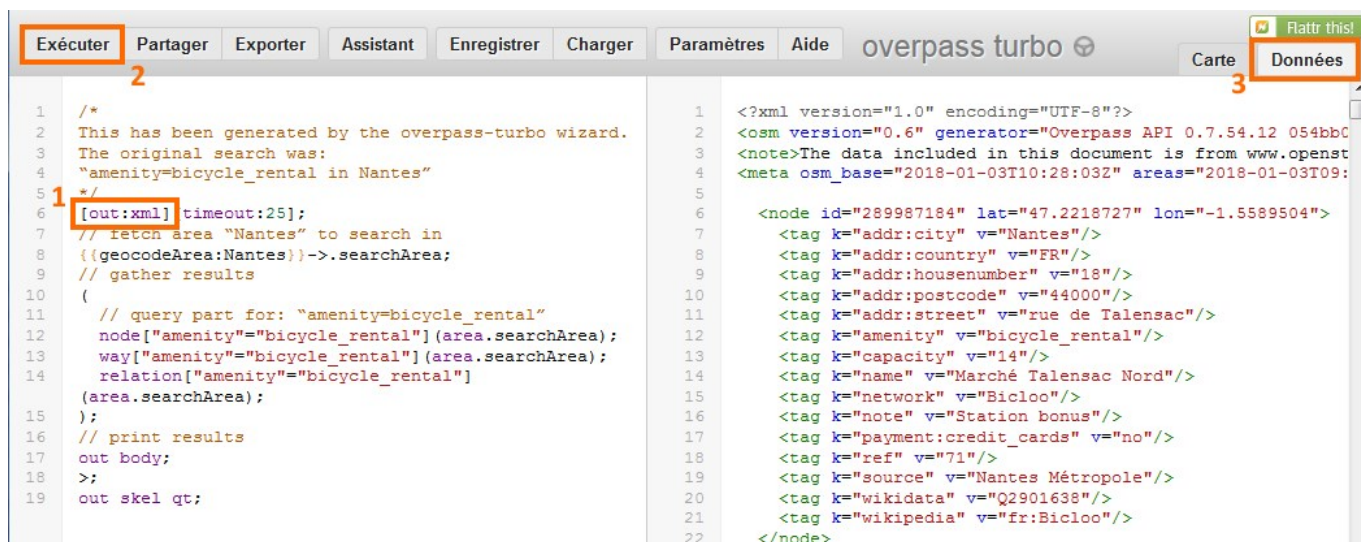 Flattr this!
Exécuter Partager Exporter Assistant Enregistrer Charger Paramètres Aide overpass turbo Carte Données
2 3
1 /*
2 This has been generated by the overpass-turbo wizard.
3 The original search was:
4 “amenity=bicycle_rental in Nantes”
5 */
1
6 [out:xml][timeout:25];
7 // fetch area “Nantes” to search in
8 {{geocodeArea:Nantes}}->.searchArea;
9 // gather results
10 (
11 // query part for: “amenity=bicycle_rental”
12 node["amenity"="bicycle_rental"](area.searchArea);
13 way["amenity"="bicycle_rental"](area.searchArea);
14 relation["amenity"="bicycle_rental"]
(area.searchArea);
15 );
16 // print results
17 out body;
18 >;
19 out skel qt;
1 <?xml version="1.0" encoding="UTF-8"?>
2 <osm version="0.6" generator="Overpass API 0.7.54.12 054bb0
3 <note>The data included in this document is from www.openst
4 <meta osm_base="2018-01-03T10:28:03Z" areas="2018-01-03T09:
5
6 <node id="289987184" lat="47.2218727" lon="-1.5589504">
7 <tag k="addr:city" v="Nantes"/>
8 <tag k="addr:country" v="FR"/>
9 <tag k="addr:housenumber" v="18"/>
10 <tag k="addr:postcode" v="44000"/>
11 <tag k="addr:street" v="rue de Talensac"/>
12 <tag k="amenity" v="bicycle_rental"/>
13 <tag k="capacity" v="14"/>
14 <tag k="name" v="Marché Talensac Nord"/>
15 <tag k="network" v="Bicloo"/>
16 <tag k="note" v="Station bonus"/>
17 <tag k="payment:credit_cards" v="no"/>
18 <tag k="ref" v="71"/>
19 <tag k="source" v="Nantes Métropole"/>
20 <tag k="wikidata" v="Q2901638"/>
21 <tag k="wikipedia" v="fr:Bicloo"/>
22 </node>